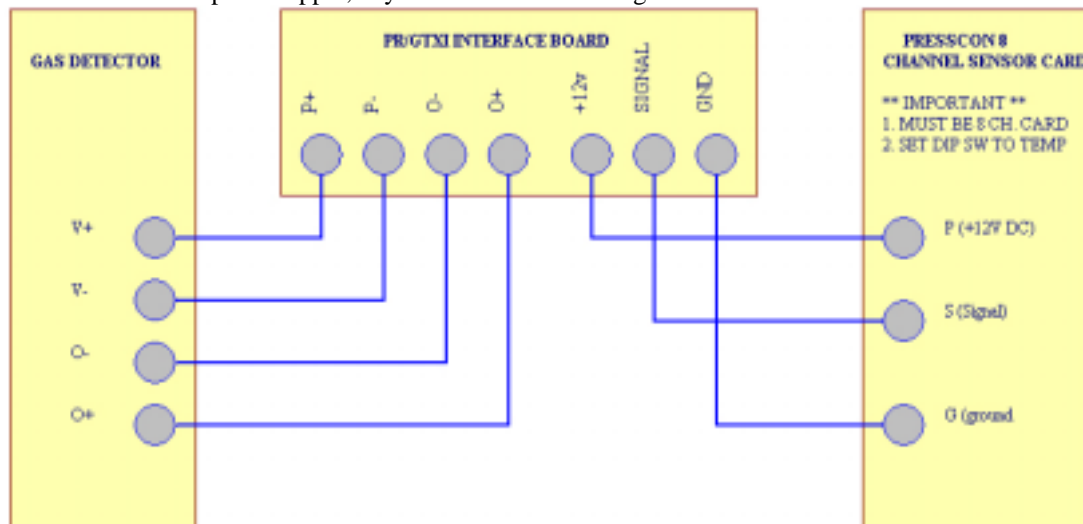 GAS DETECTOR
V+
V-
O-
O+
PR/GTXI INTERFACE BOARD
P+
P-
O-
O+
+12v
SIGNAL
GND
PRESSCON 8
CHANNEL SENSOR CARD
** IMPORTANT **
1. MUST BE 8 CH. CARD
2. SET DIP SW TO TEMP
P (+12V DC)
S (Signal)
G (ground